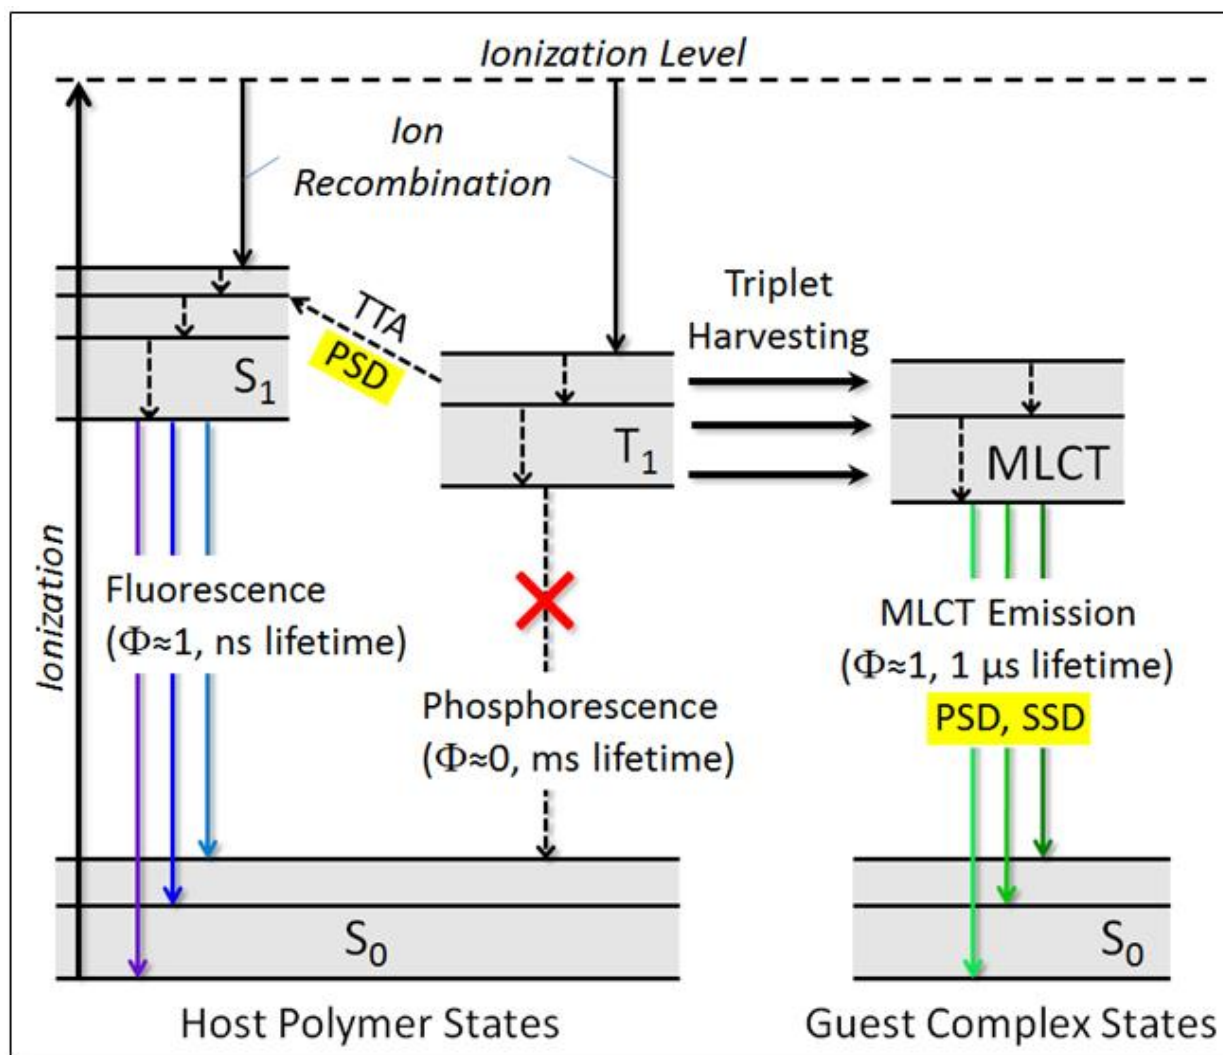 Ionization Level
Ion
Recombination
TTA
PSD
Triplet
Harvesting
S₁
T₁
MLCT
Ionization
Fluorescence
(Φ≈1, ns lifetime)
Phosphorescence
(Φ≈0, ms lifetime)
MLCT Emission
(Φ≈1, 1 µs lifetime)
PSD, SSD
S₀
S₀
Host Polymer States
Guest Complex States